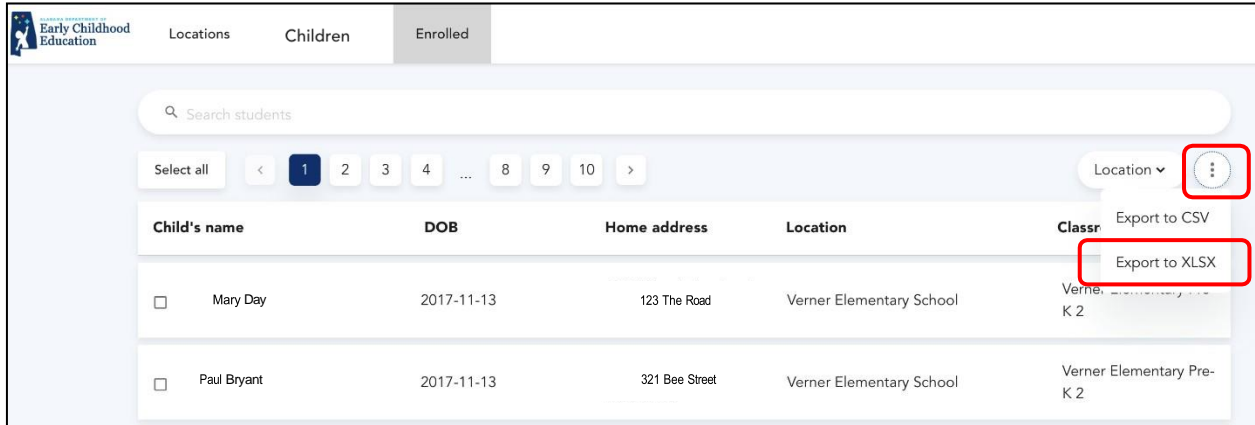 ALABAMA DEPARTMENT OF
Early Childhood
Education
Locations Children Enrolled
Search students
Select all < 1 2 3 4 ... 8 9 10 > Location
Export to CSV
Child's name DOB Home address Location
Export to XLSX
Mary Day 2017-11-13 123 The Road Verner Elementary School
K 2
Paul Bryant 2017-11-13 321 Bee Street Verner Elementary School Verner Elementary Pre-
K 2